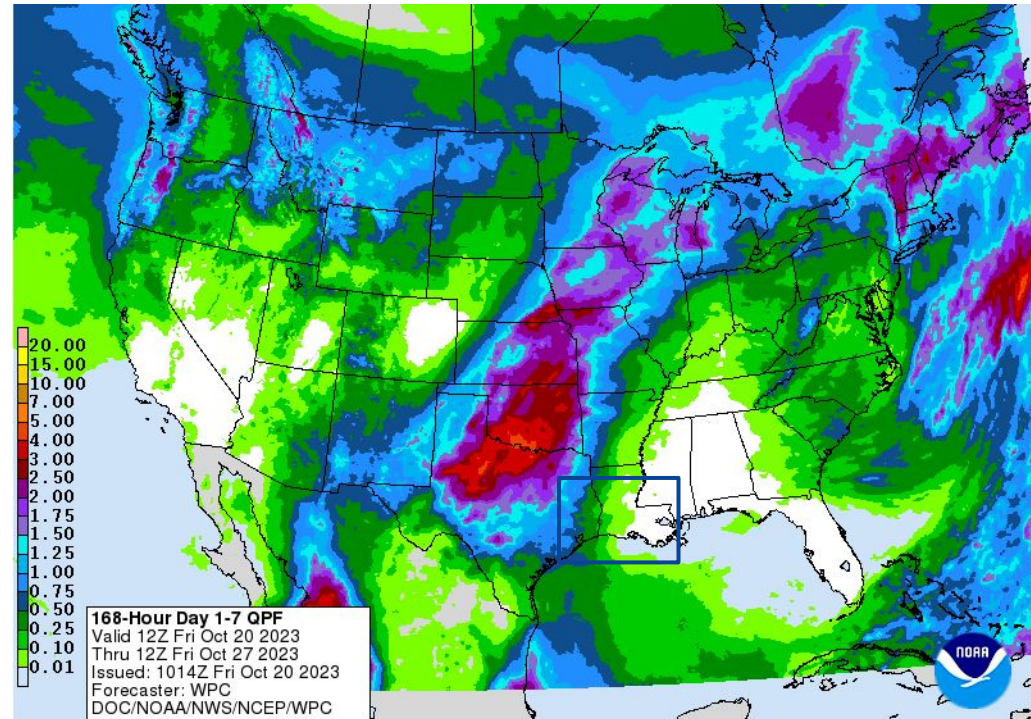 20.00
15.00
10.00
7.00
5.00
4.00
3.00
2.50
2.00
1.75
1.50
1.25
1.00
0.75
0.50
0.25
0.10
0.01
168-Hour Day 1-7 QPF
Valid 12Z Fri Oct 20 2023
Thru 12Z Fri Oct 27 2023
Issued: 1014Z Fri Oct 20 2023
Forecaster: WPC
DOC/NOAA/NWS/NCEP/WPC
NOAA